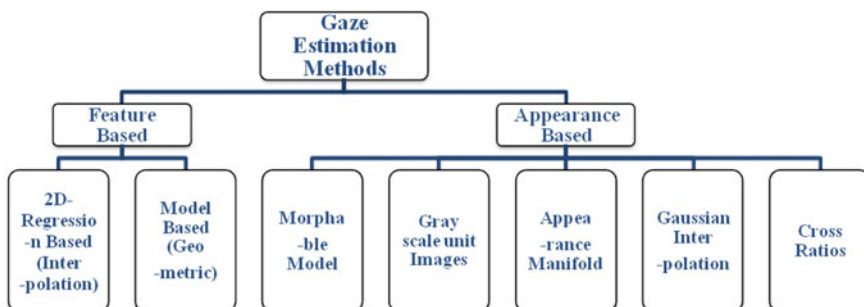 Gaze
Estimation
Methods
Feature
Based
Appearance
Based
2D-
Regressio
-n Based
(Inter
-polation)
Model
Based
(Geo
-metric)
Morpha
-ble
Model
Gray
scale unit
Images
Appea
-rance
Manifold
Gaussian
Inter
-polation
Cross
Ratios